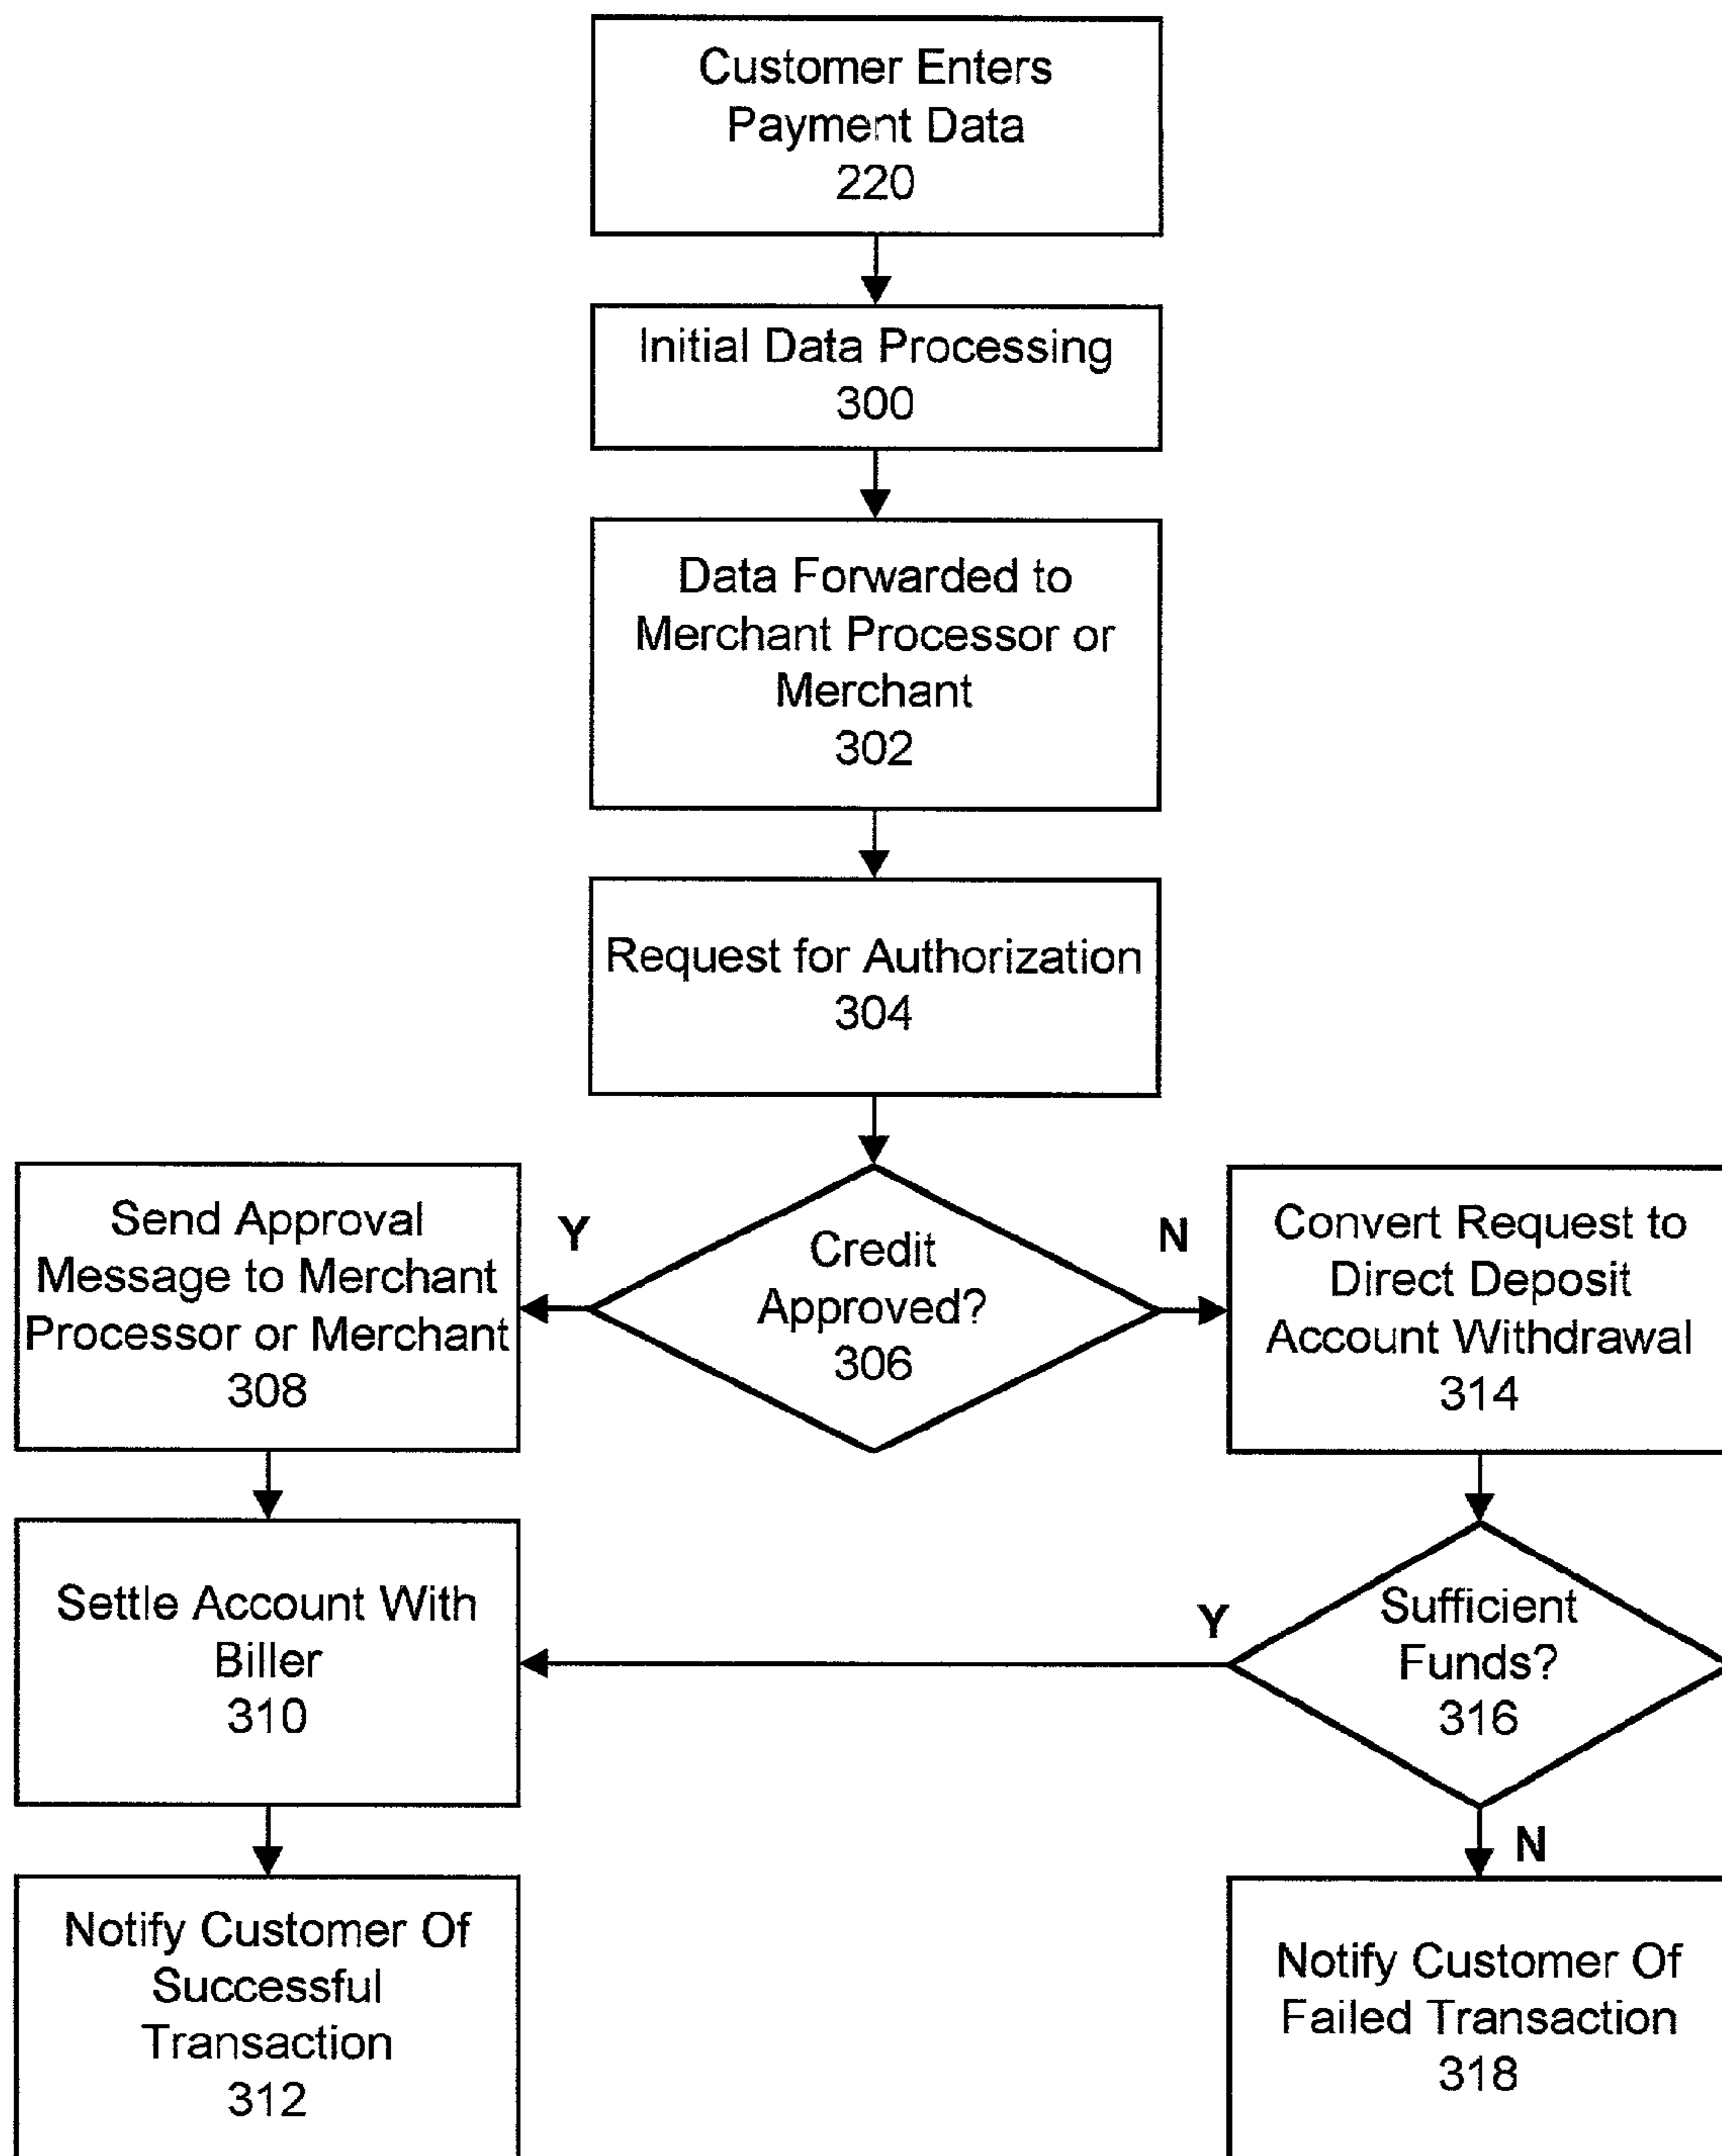 Customer Enters
Payment Data
220
Initial Data Processing
300
Data Forwarded to
Merchant Processor or
Merchant
302
Request for Authorization
304
Send Approval
Message to Merchant
Processor or Merchant
308
Y
Credit
Approved?
306
N
Convert Request to
Direct Deposit
Account Withdrawal
314
Settle Account With
Biller
310
Y
Sufficient
Funds?
316
N
Notify Customer Of
Successful
Transaction
312
Notify Customer Of
Failed Transaction
318